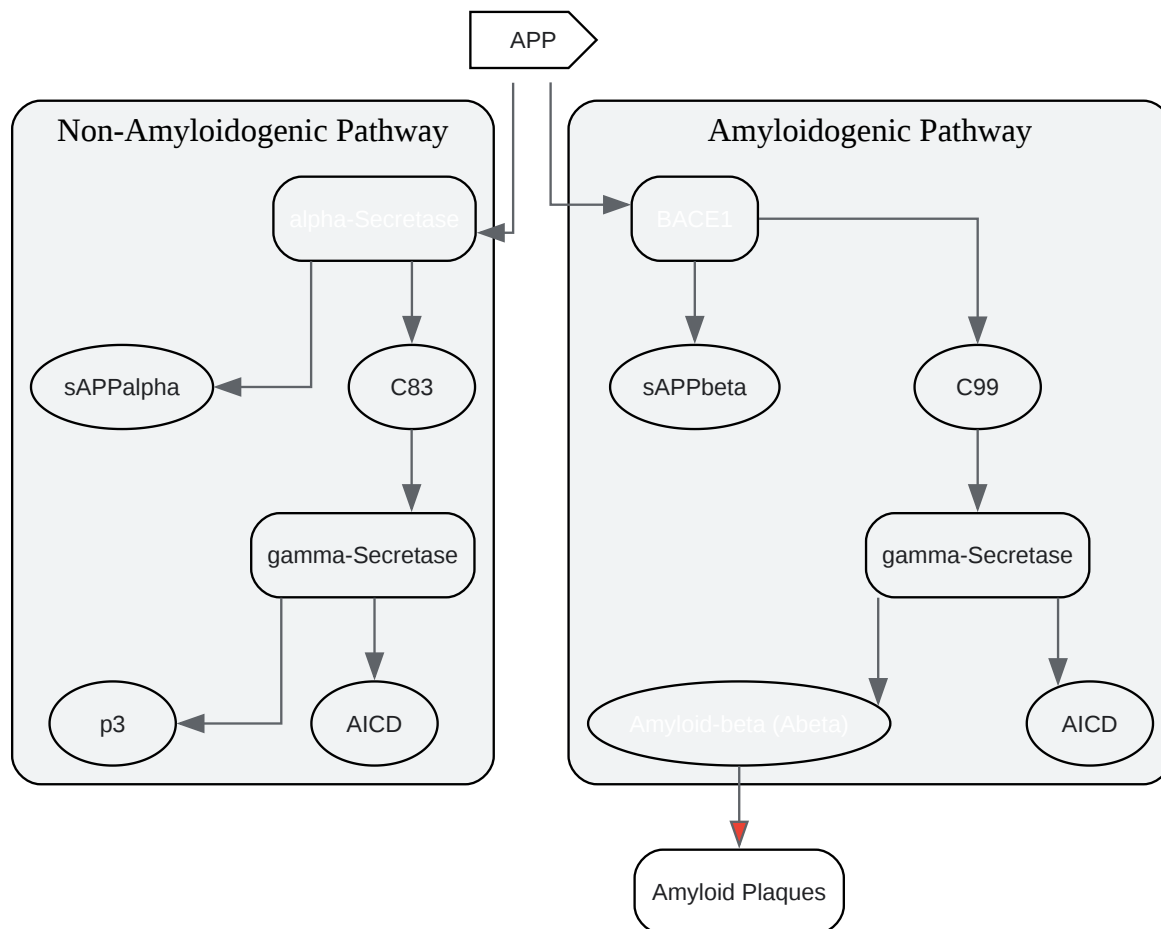 APP
Non-Amyloidogenic Pathway
Amyloidogenic Pathway
alpha-Secretase
BACE1
sAPPalpha
C83
sAPPbeta
C99
gamma-Secretase
gamma-Secretase
p3
AICD
Amyloid-beta (Abeta)
AICD
Amyloid Plaques